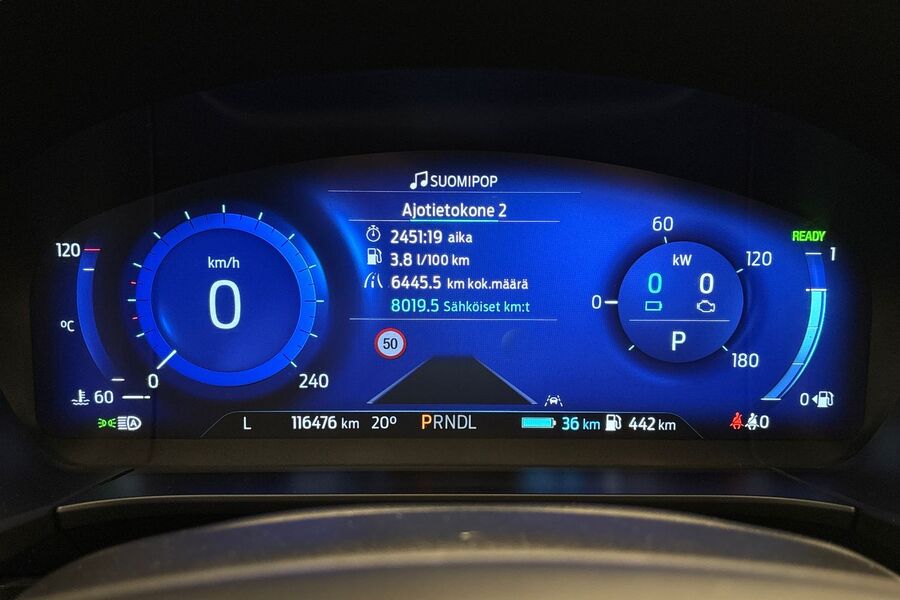 SUOMIPOP
Ajotietokone 2
2451:19 aika
3.8 l/100 km
6445.5 km kok.määrä
8019.5 Sähköiset km:t
50
120
°C
60
km/h
0
0
240
60
kW
0
0
0
120
180
P
READY
1
0
L 116476 km 20° PRNDL 36 km 442 km
A
0